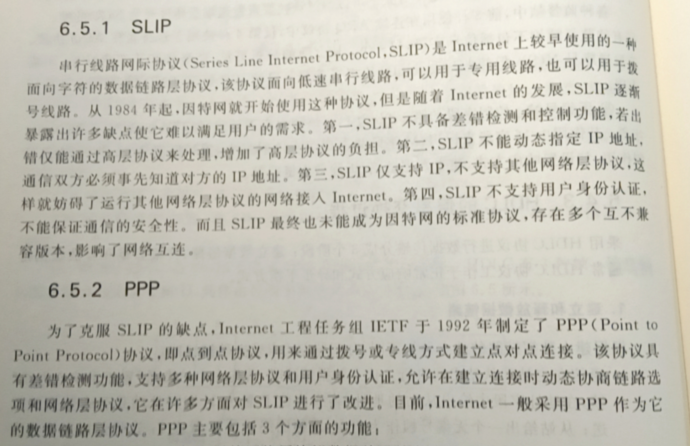 6.5.1 SLIP
串行线路网际协议(Series Line Internet Protocol,SLIP)是 Internet 上较早使用的一种
面向字符的数据链路层协议,该协议面向低速串行线路,可以用于专用线路,也可以用于拨
号线路。从 1984 年起,因特网就开始使用这种协议,但是随着 Internet 的发展,SLIP 逐渐
暴露出许多缺点使它难以满足用户的需求。第一,SLIP 不具备差错检测和控制功能,若出
错仅能通过高层协议来处理,增加了高层协议的负担。第二,SLIP 不能动态指定 IP 地址,
通信双方必须事先知道对方的 IP 地址。第三,SLIP 仅支持 IP,不支持其他网络层协议,这
样就妨碍了运行其他网络层协议的网络接入 Internet。第四,SLIP 不支持用户身份认证,
不能保证通信的安全性。而且 SLIP 最终也未能成为因特网的标准协议,存在多个互不兼
容版本,影响了网络互连。
6.5.2 PPP
为了克服 SLIP 的缺点,Internet 工程任务组 IETF 于 1992 年制定了 PPP(Point to
Point Protocol)协议,即点到点协议,用来通过拨号或专线方式建立点对点连接。该协议具
有差错检测功能,支持多种网络层协议和用户身份认证,允许在建立连接时动态协商链路选
项和网络层协议,它在许多方面对 SLIP 进行了改进。目前,Internet 一般采用 PPP 作为它
的数据链路层协议。PPP 主要包括 3 个方面的功能: